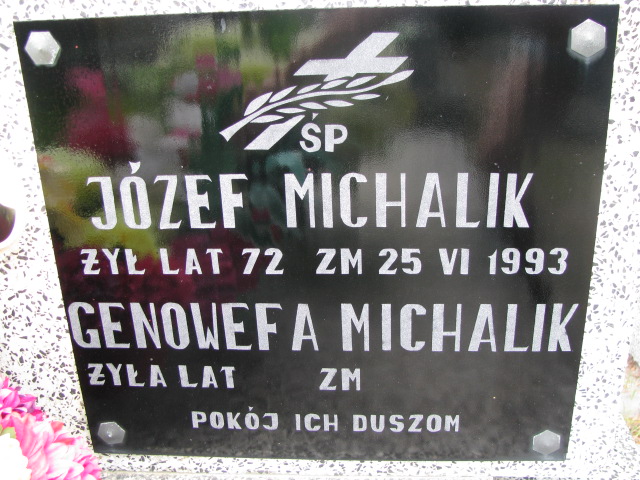 ŚP
JÓZEF MICHALIK
ŻYŁ LAT 72 ZM 25 VI 1993
GENOWEFA MICHALIK
ŻYŁA LAT ZM
POKÓJ ICH DUSZOM